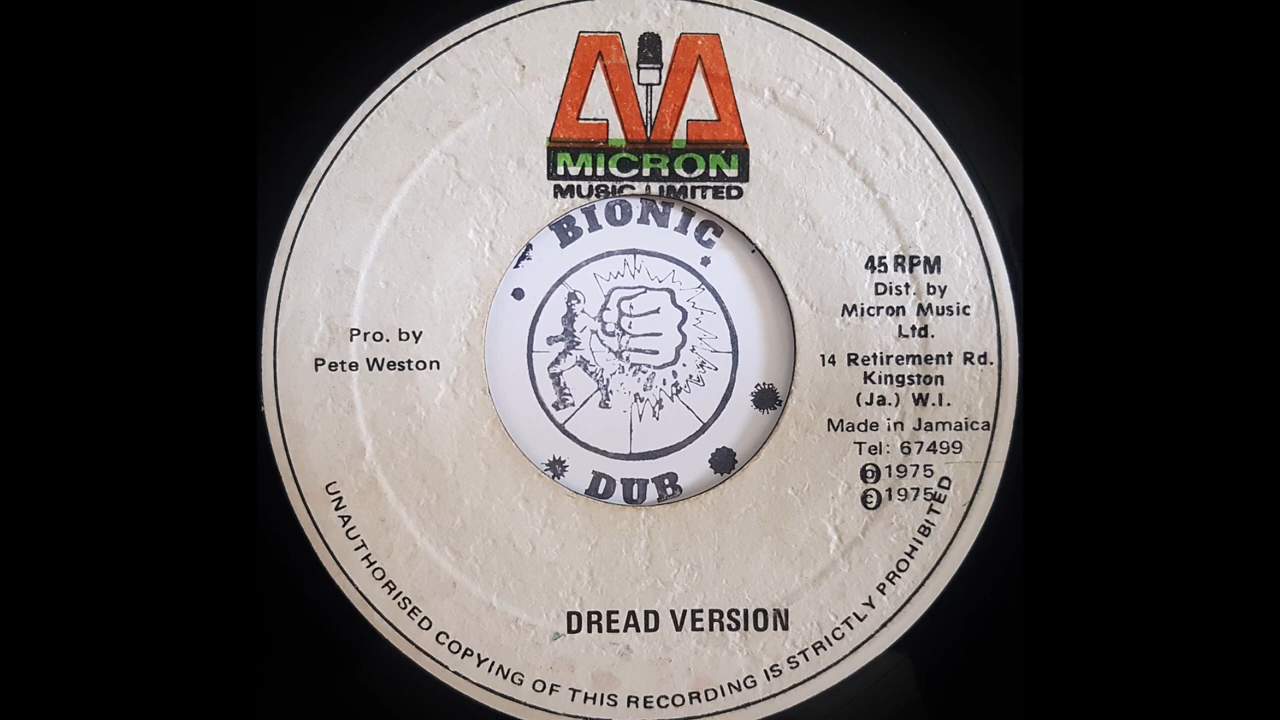 MICRON
MUSIC LIMITED
BIONIC
DUB
Pro. by
Pete Weston
45 RPM
Dist. by
Micron Music
Ltd.
14 Retirement Rd.
Kingston
(Ja.) W.I.
Made in Jamaica
Tel: 67499
℗ 1975
© 1975
DREAD VERSION
UNAUTHORISED COPYING OF THIS RECORDING IS STRICTLY PROHIBITED